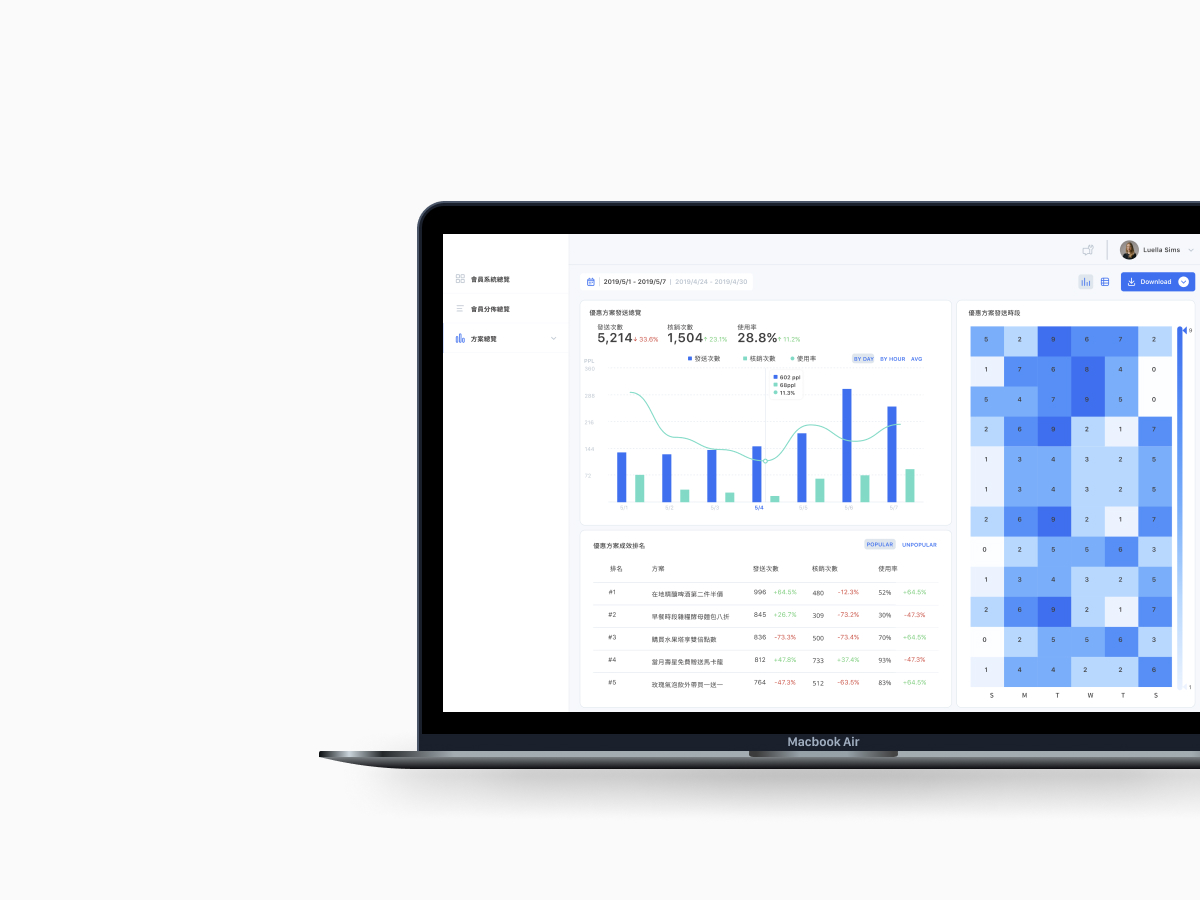 Luella Sims
會員系統總覽
會員分佈總覽
方案總覽
2019/5/1 - 2019/5/7 | 2019/4/24 - 2019/4/30
Download
優惠方案發送總覽
發送次數 核銷次數 使用率
5,214↓ 33.6% 1,504↑ 23.1% 28.8%↑ 11.2%
發送次數 核銷次數 使用率
BY DAY BY HOUR AVG
PPL
360
288
216
144
72
602 ppl
68ppl
11.3%
5/1 5/2 5/3 5/4 5/5 5/6 5/7
優惠方案成效排名
POPULAR UNPOPULAR
排名 方案 發送次數 核銷次數 使用率
#1 在地精釀啤酒第二件半價 996 +64.5% 480 -12.3% 52% +64.5%
#2 早餐時段雜糧酵母麵包八折 845 +26.7% 309 -73.2% 30% -47.3%
#3 購買水果塔享雙倍點數 836 -73.3% 500 -73.4% 70% +64.5%
#4 當月壽星免費贈送馬卡龍 812 +47.8% 733 +37.4% 93% -47.3%
#5 玫瑰氣泡飲外帶買一送一 764 -47.3% 512 -63.5% 83% +64.5%
優惠方案發送時段
5 2 9 6 7 2
1 7 6 8 4 0
5 4 7 8 5 0
2 6 9 2 1 7
1 3 4 3 2 5
1 3 4 3 2 5
2 6 9 2 1 7
0 2 5 5 6 3
1 3 4 3 2 5
2 6 9 2 1 7
0 2 5 5 6 3
1 4 4 2 2 6
S M T W T S
9
1
Macbook Air